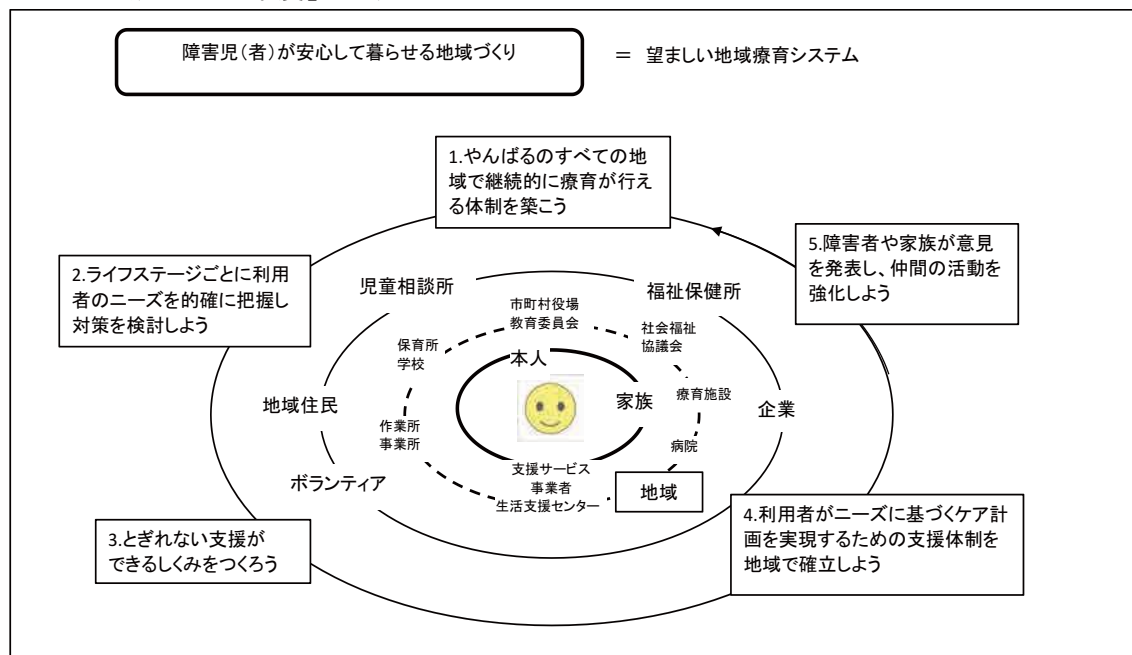 障害児(者)が安心して暮らせる地域づくり
= 望ましい地域療育システム
1.やんばるのすべての地
域で継続的に療育が行え
る体制を築こう
2.ライフステージごとに利用
者のニーズを的確に把握し
対策を検討しよう
5.障害者や家族が意見
を発表し、仲間の活動を
強化しよう
児童相談所
福祉保健所
市町村役場
教育委員会
社会福祉
協議会
保育所
学校
本人
家族
療育施設
地域住民
企業
作業所
事業所
病院
ボランティア
支援サービス
事業者
生活支援センター
地域
3.とぎれない支援が
できるしくみをつくろう
4.利用者がニーズに基づくケア計
画を実現するための支援体制を
地域で確立しよう